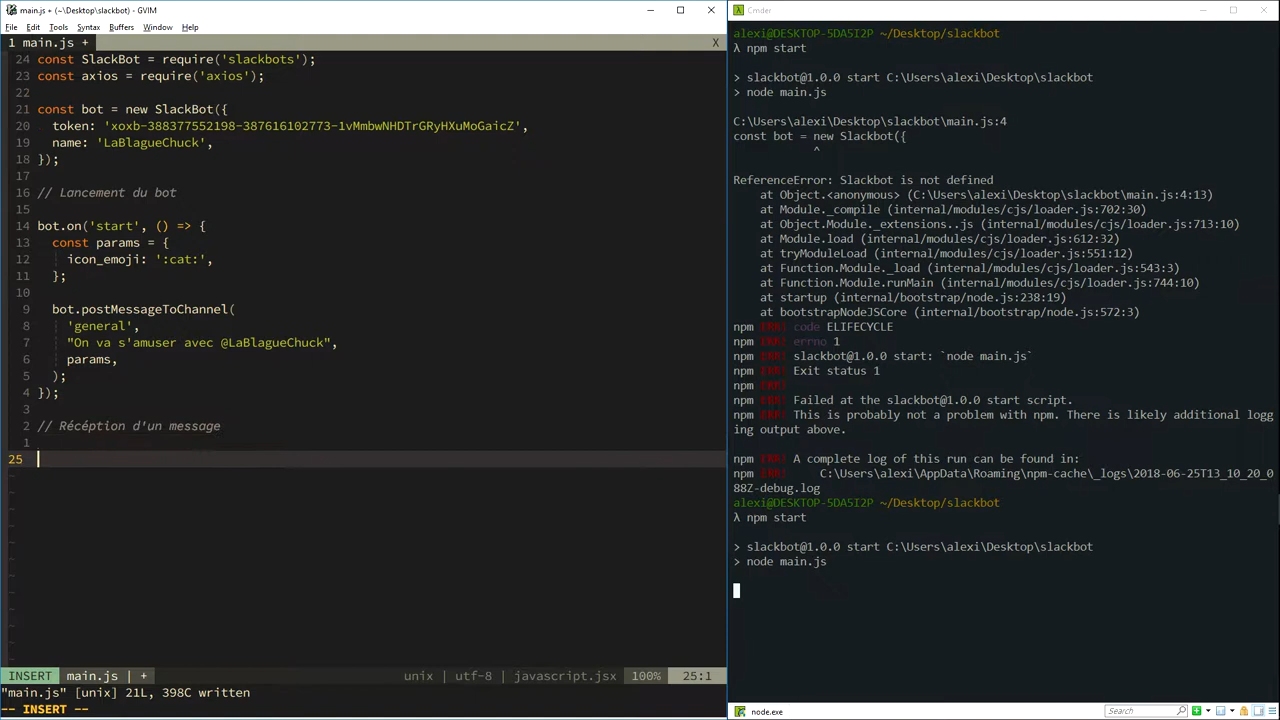 main.js + (~\Desktop\slackbot) - GVIM
File Edit Tools Syntax Buffers Window Help
1 main.js + X
24 const SlackBot = require('slackbots');
23 const axios = require('axios');
22
21 const bot = new SlackBot({
20 token: 'xoxb-388377552198-387616102773-1vMmbwNHDTrGRyHXuMoGaicZ',
19 name: 'LaBlagueChuck',
18 });
17
16 // Lancement du bot
15
14 bot.on('start', () => {
13 const params = {
12 icon_emoji: ':cat:',
11 };
10
9 bot.postMessageToChannel(
8 'general',
7 "On va s'amuser avec @LaBlagueChuck",
6 params,
5 );
4 });
3
2 // Récéption d'un message
1
25
~
~
~
~
~
~
~
~
~
~
~
~
INSERT main.js | + unix | utf-8 | javascript.jsx 100% 25:1
"main.js" [unix] 21L, 398C written
-- INSERT --
Cmder
alexi@DESKTOP-5DA5I2P ~/Desktop/slackbot
λ npm start
> slackbot@1.0.0 start C:\Users\alexi\Desktop\slackbot
> node main.js
C:\Users\alexi\Desktop\slackbot\main.js:4
const bot = new Slackbot({
^
ReferenceError: Slackbot is not defined
at Object.<anonymous> (C:\Users\alexi\Desktop\slackbot\main.js:4:13)
at Module._compile (internal/modules/cjs/loader.js:702:30)
at Object.Module._extensions..js (internal/modules/cjs/loader.js:713:10)
at Module.load (internal/modules/cjs/loader.js:612:32)
at tryModuleLoad (internal/modules/cjs/loader.js:551:12)
at Function.Module._load (internal/modules/cjs/loader.js:543:3)
at Function.Module.runMain (internal/modules/cjs/loader.js:744:10)
at startup (internal/bootstrap/node.js:238:19)
at bootstrapNodeJSCore (internal/bootstrap/node.js:572:3)
npm ERR! code ELIFECYCLE
npm ERR! errno 1
npm ERR! slackbot@1.0.0 start: `node main.js`
npm ERR! Exit status 1
npm ERR!
npm ERR! Failed at the slackbot@1.0.0 start script.
npm ERR! This is probably not a problem with npm. There is likely additional logg
ing output above.
npm ERR! A complete log of this run can be found in:
npm ERR! C:\Users\alexi\AppData\Roaming\npm-cache\_logs\2018-06-25T13_10_20_0
88Z-debug.log
alexi@DESKTOP-5DA5I2P ~/Desktop/slackbot
λ npm start
> slackbot@1.0.0 start C:\Users\alexi\Desktop\slackbot
> node main.js
node.exe Search